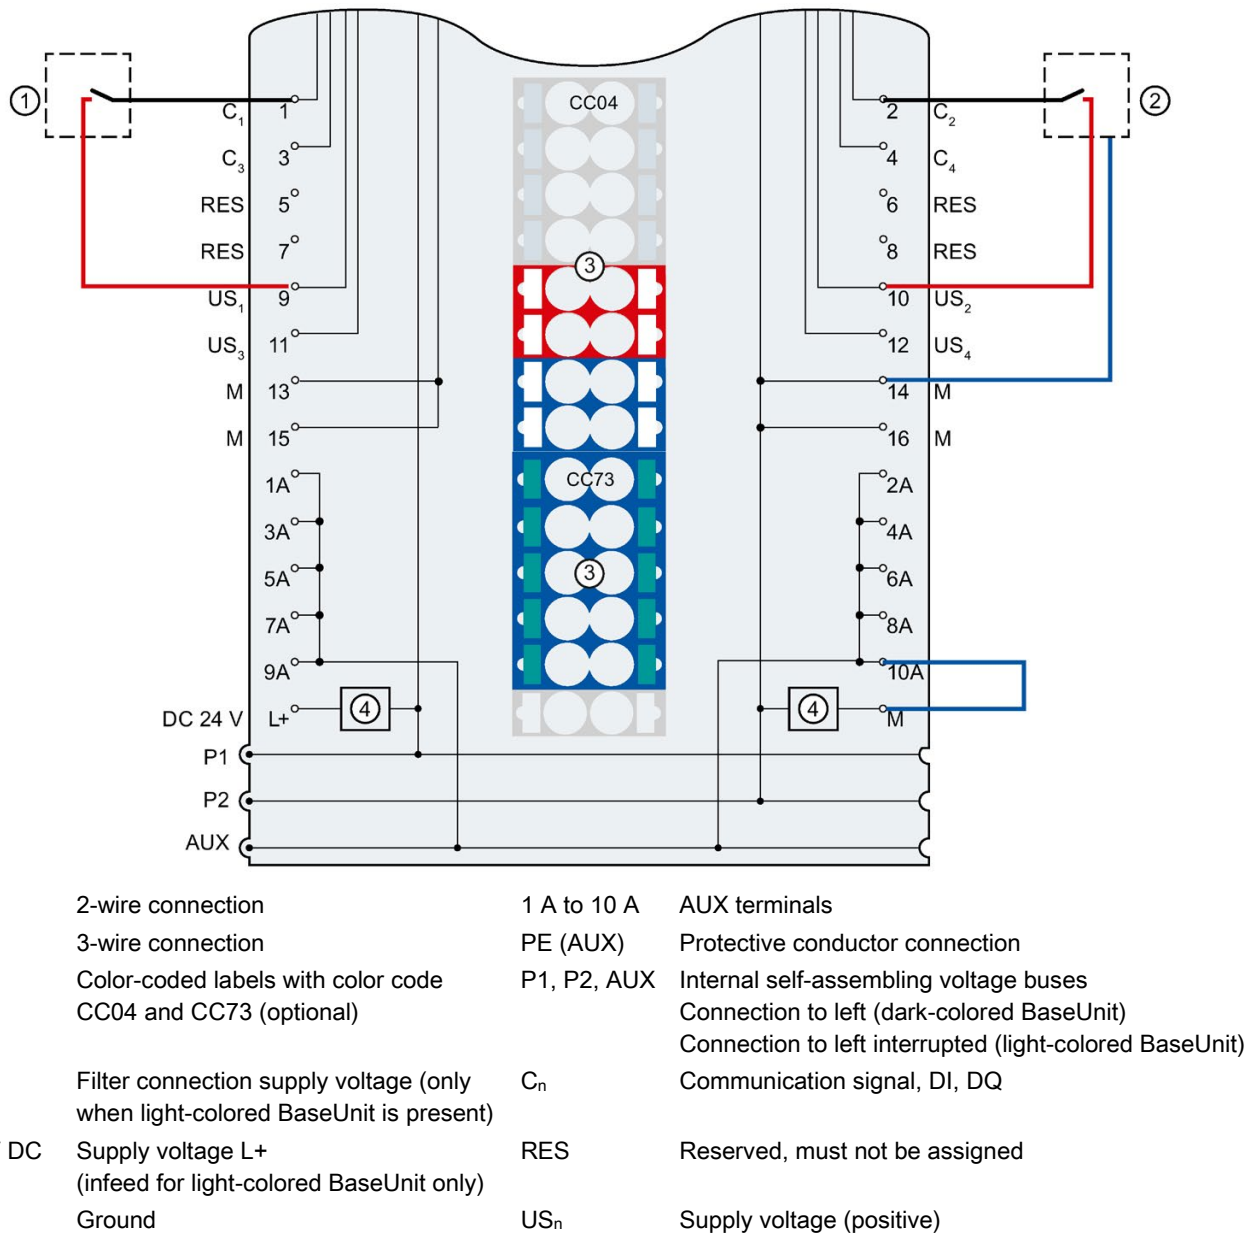 CC04
① C1 1 2 C2 ②
C3 3 4 C4
RES 5 6 RES
RES 7 8 RES
③
US1 9 10 US2
US3 11 12 US4
M 13 14 M
M 15 16 M
1A CC73 2A
3A 4A
5A ③ 6A
7A 8A
9A 10A
DC 24 V L+ ④ ④ M
P1
P2
AUX
2-wire connection 1 A to 10 A AUX terminals
3-wire connection PE (AUX) Protective conductor connection
Color-coded labels with color code P1, P2, AUX Internal self-assembling voltage buses
CC04 and CC73 (optional) Connection to left (dark-colored BaseUnit)
Connection to left interrupted (light-colored BaseUnit)
Filter connection supply voltage (only Cn Communication signal, DI, DQ
when light-colored BaseUnit is present)
DC Supply voltage L+ RES Reserved, must not be assigned
(infeed for light-colored BaseUnit only)
Ground USn Supply voltage (positive)